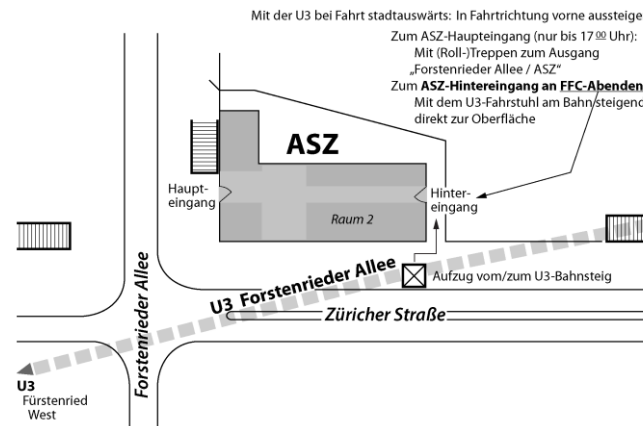 Mit der U3 bei Fahrt stadtauswärts: In Fahrtrichtung vorne aussteige
Zum ASZ-Haupteingang (nur bis 17 00 Uhr):
Mit (Roll-)Treppen zum Ausgang
„Forstenrieder Allee / ASZ“
Zum ASZ-Hintereingang an FFC-Abenden
Mit dem U3-Fahrstuhl am Bahnsteigend
direkt zur Oberfläche
ASZ
Haupt-
eingang
Hinter-
eingang
Raum 2
Forstenrieder Allee
U3 Forstenrieder Allee
Aufzug vom/zum U3-Bahnsteig
Züricher Straße
U3
Fürstenried
West